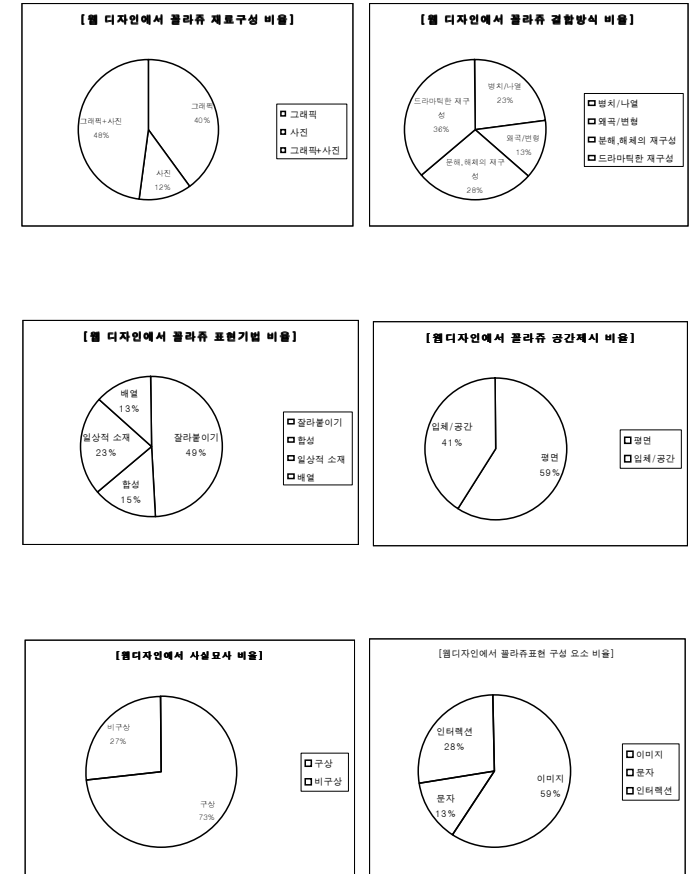 [웹 디자인에서 꼴라쥬 재료구성 비율]
그래픽
40%
그래픽+사진
48%
사진
12%
그래픽
사진
그래픽+사진
[웹 디자인에서 꼴라쥬 결합방식 비율]
병치/나열
23%
드라마틱한 재구
성
36%
왜곡/변형
13%
분해,해체의 재구
성
28%
병치/나열
왜곡/변형
분해,해체의 재구성
드라마틱한 재구성
[웹 디자인에서 꼴라쥬 표현기법 비율]
배열
13%
일상적 소재
23%
잘라붙이기
49%
합성
15%
잘라붙이기
합성
일상적 소재
배열
[웹디자인에서 꼴라쥬 공간제시 비율]
입체/공간
41%
평면
59%
평면
입체/공간
[웹디자인에서 사실묘사 비율]
비구상
27%
구상
73%
구상
비구상
[웹디자인에서 꼴라쥬표현 구성 요소 비율]
인터렉션
28%
이미지
59%
문자
13%
이미지
문자
인터렉션